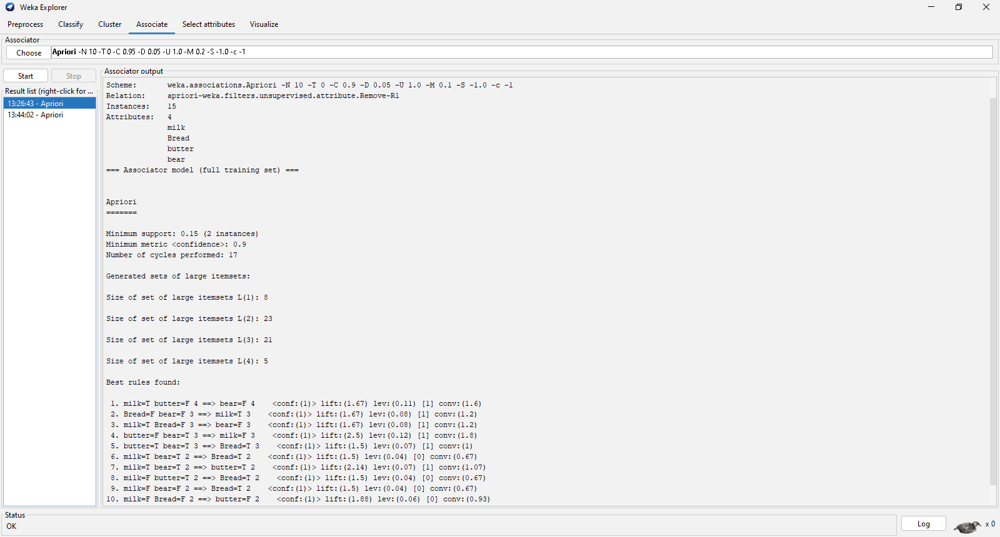 Weka Explorer
Preprocess Classify Cluster Associate Select attributes Visualize
Associator
Choose Apriori -N 10 -T 0 -C 0.95 -D 0.05 -U 1.0 -M 0.2 -S -1.0 -c -1
Start Stop
Result list (right-click for ...
13:26:43 - Apriori
13:44:02 - Apriori
Associator output
Scheme: weka.associations.Apriori -N 10 -T 0 -C 0.9 -D 0.05 -U 1.0 -M 0.1 -S -1.0 -c -1
Relation: apriori-weka.filters.unsupervised.attribute.Remove-R1
Instances: 15
Attributes: 4
milk
Bread
butter
bear
=== Associator model (full training set) ===
Apriori
=======
Minimum support: 0.15 (2 instances)
Minimum metric <confidence>: 0.9
Number of cycles performed: 17
Generated sets of large itemsets:
Size of set of large itemsets L(1): 8
Size of set of large itemsets L(2): 23
Size of set of large itemsets L(3): 21
Size of set of large itemsets L(4): 5
Best rules found:
1. milk=T butter=F 4 ==> bear=F 4 <conf:(1)> lift:(1.67) lev:(0.11) [1] conv:(1.6)
2. Bread=F bear=F 3 ==> milk=T 3 <conf:(1)> lift:(1.67) lev:(0.08) [1] conv:(1.2)
3. milk=T Bread=F 3 ==> bear=F 3 <conf:(1)> lift:(1.67) lev:(0.08) [1] conv:(1.2)
4. butter=F bear=T 3 ==> milk=F 3 <conf:(1)> lift:(2.5) lev:(0.12) [1] conv:(1.8)
5. butter=T bear=T 3 ==> Bread=T 3 <conf:(1)> lift:(1.5) lev:(0.07) [1] conv:(1)
6. milk=T bear=T 2 ==> Bread=T 2 <conf:(1)> lift:(1.5) lev:(0.04) [0] conv:(0.67)
7. milk=T bear=T 2 ==> butter=T 2 <conf:(1)> lift:(2.14) lev:(0.07) [1] conv:(1.07)
8. milk=F butter=T 2 ==> Bread=T 2 <conf:(1)> lift:(1.5) lev:(0.04) [0] conv:(0.67)
9. milk=F bear=F 2 ==> Bread=T 2 <conf:(1)> lift:(1.5) lev:(0.04) [0] conv:(0.67)
10. milk=F Bread=F 2 ==> butter=F 2 <conf:(1)> lift:(1.88) lev:(0.06) [0] conv:(0.93)
Status
OK
Log
x 0